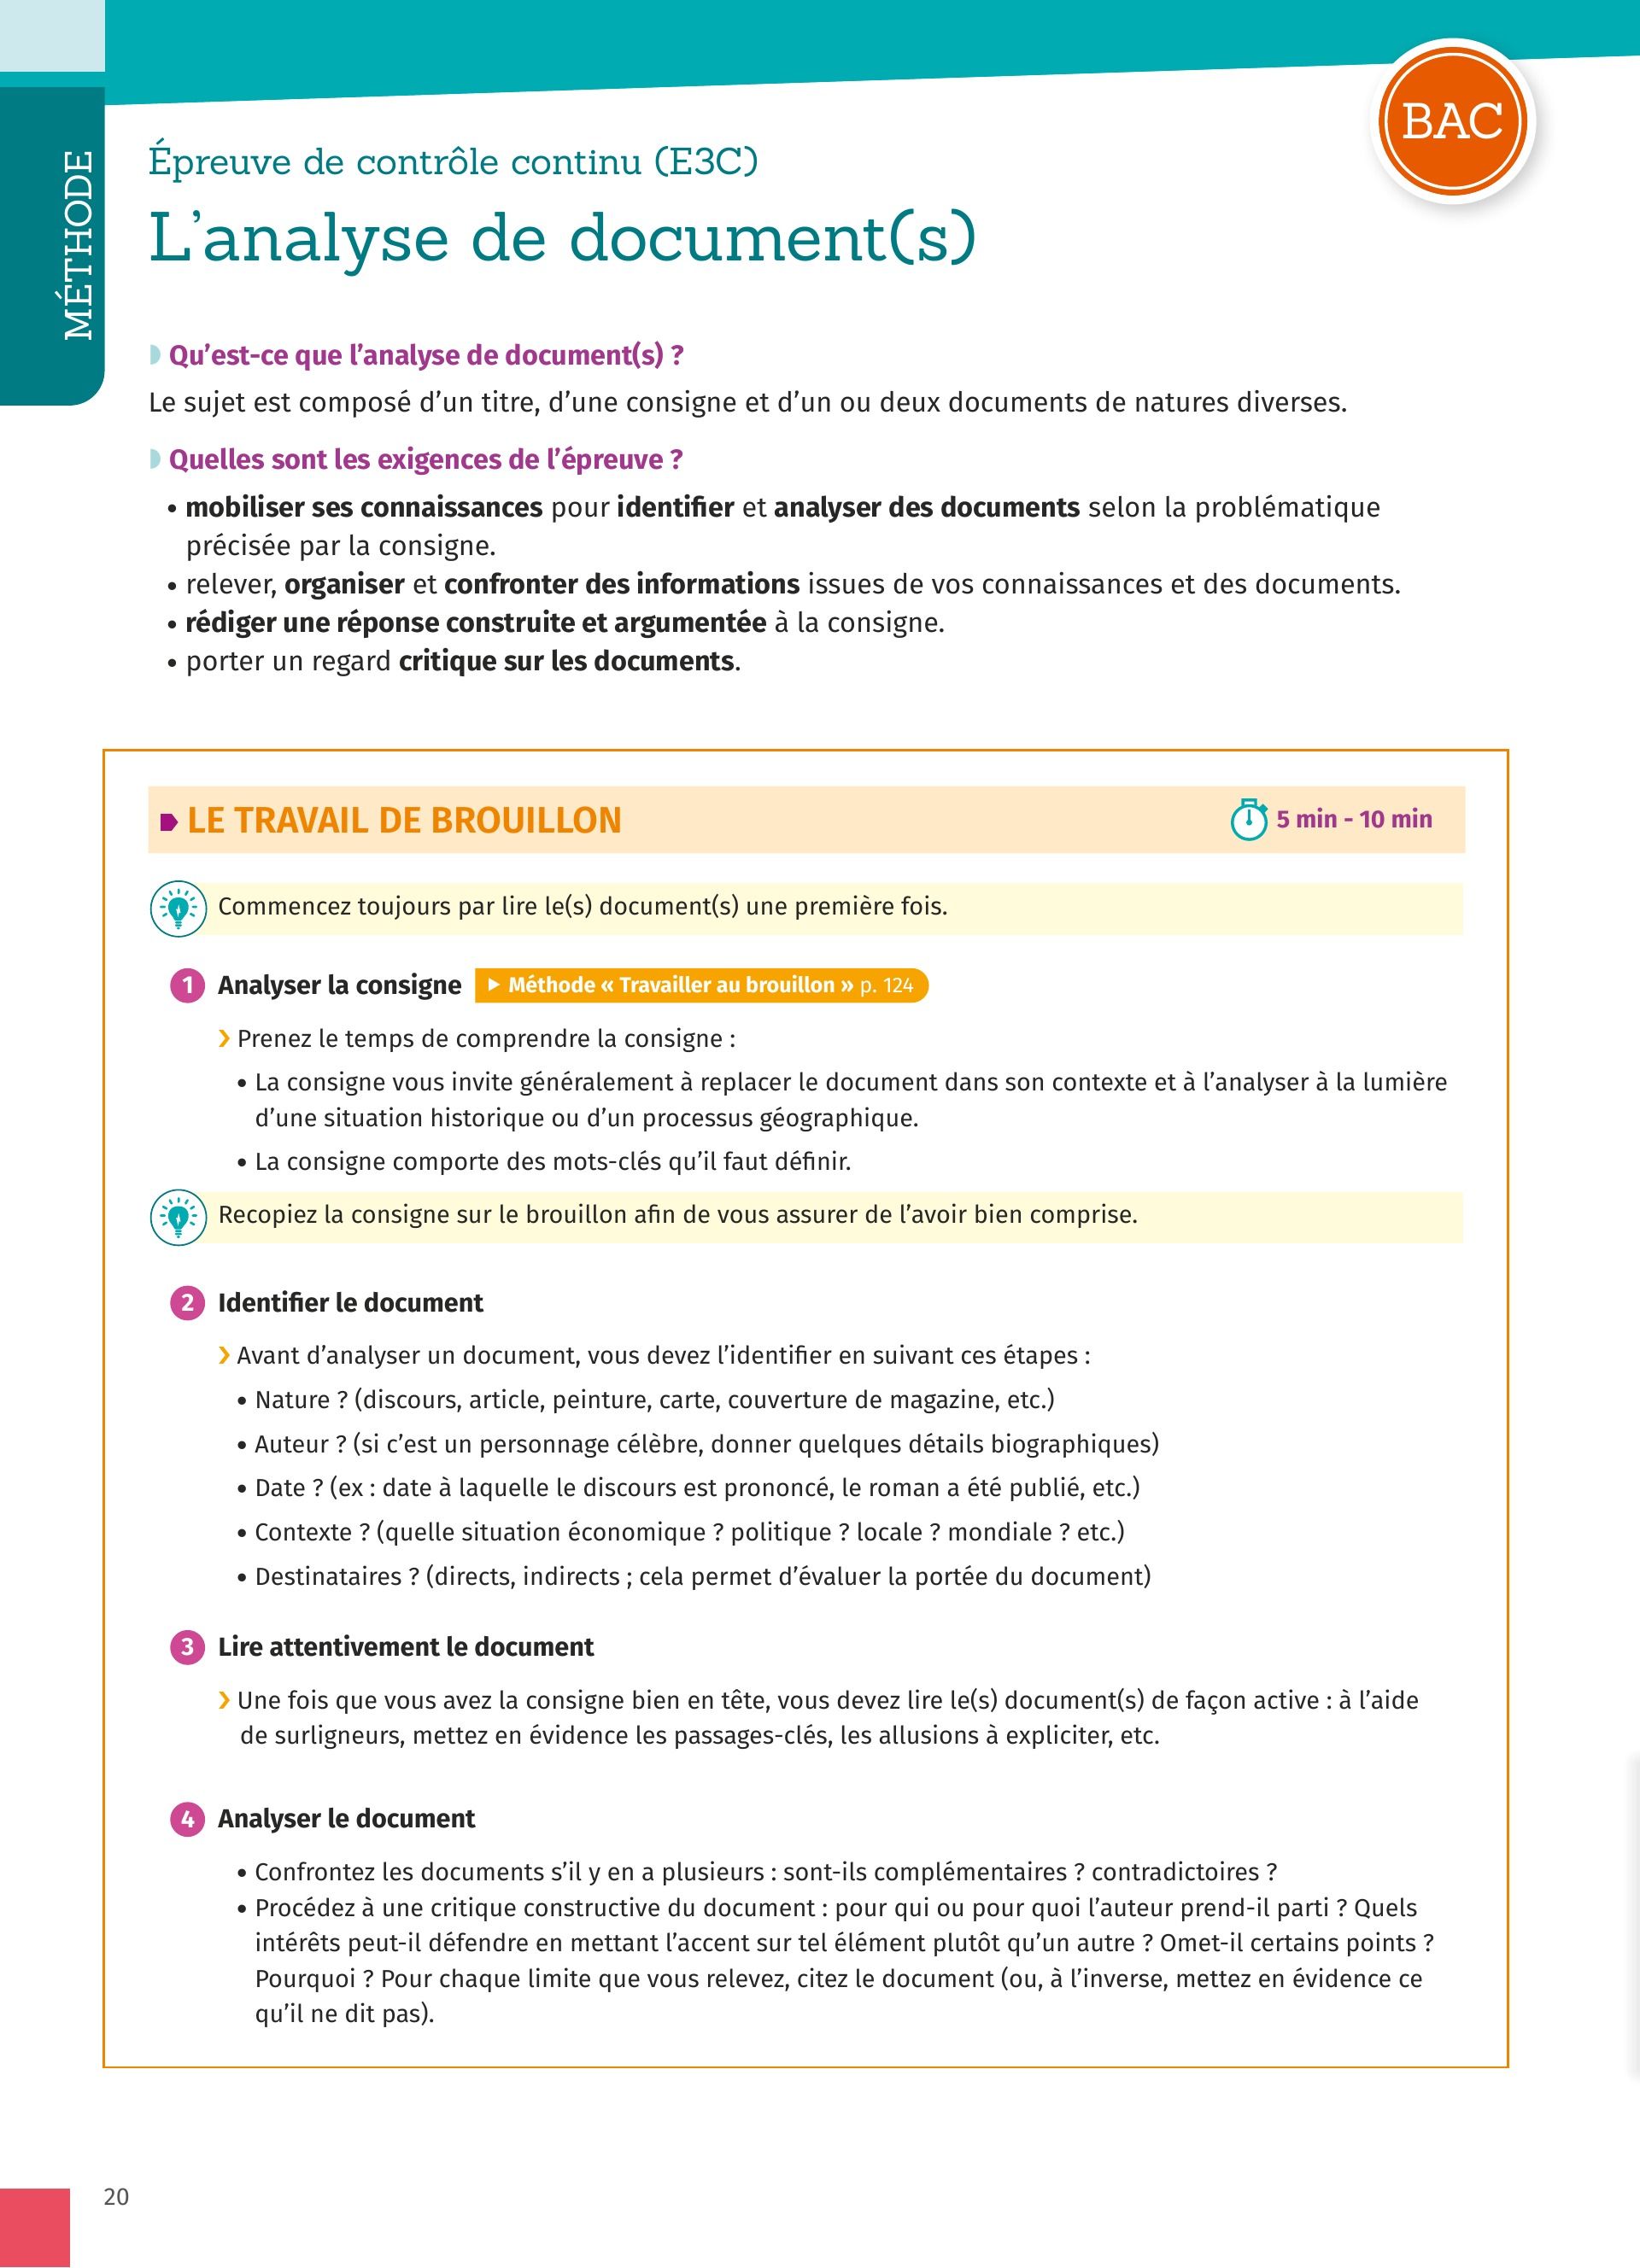 BAC
MÉTHODE
Épreuve de contrôle continu (E3C)
L’analyse de document(s)
Qu’est-ce que l’analyse de document(s) ?
Le sujet est composé d’un titre, d’une consigne et d’un ou deux documents de natures diverses.
Quelles sont les exigences de l’épreuve ?
• mobiliser ses connaissances pour identifier et analyser des documents selon la problématique
précisée par la consigne.
• relever, organiser et confronter des informations issues de vos connaissances et des documents.
• rédiger une réponse construite et argumentée à la consigne.
• porter un regard critique sur les documents.
LE TRAVAIL DE BROUILLON
5 min - 10 min
Commencez toujours par lire le(s) document(s) une première fois.
1 Analyser la consigne ▶ Méthode « Travailler au brouillon » p. 124
› Prenez le temps de comprendre la consigne :
• La consigne vous invite généralement à replacer le document dans son contexte et à l’analyser à la lumière
d’une situation historique ou d’un processus géographique.
• La consigne comporte des mots-clés qu’il faut définir.
Recopiez la consigne sur le brouillon afin de vous assurer de l’avoir bien comprise.
2 Identifier le document
› Avant d’analyser un document, vous devez l’identifier en suivant ces étapes :
• Nature ? (discours, article, peinture, carte, couverture de magazine, etc.)
• Auteur ? (si c’est un personnage célèbre, donner quelques détails biographiques)
• Date ? (ex : date à laquelle le discours est prononcé, le roman a été publié, etc.)
• Contexte ? (quelle situation économique ? politique ? locale ? mondiale ? etc.)
• Destinataires ? (directs, indirects ; cela permet d’évaluer la portée du document)
3 Lire attentivement le document
› Une fois que vous avez la consigne bien en tête, vous devez lire le(s) document(s) de façon active : à l’aide
de surligneurs, mettez en évidence les passages-clés, les allusions à expliciter, etc.
4 Analyser le document
• Confrontez les documents s’il y en a plusieurs : sont-ils complémentaires ? contradictoires ?
• Procédez à une critique constructive du document : pour qui ou pour quoi l’auteur prend-il parti ? Quels
intérêts peut-il défendre en mettant l’accent sur tel élément plutôt qu’un autre ? Omet-il certains points ?
Pourquoi ? Pour chaque limite que vous relevez, citez le document (ou, à l’inverse, mettez en évidence ce
qu’il ne dit pas).
20